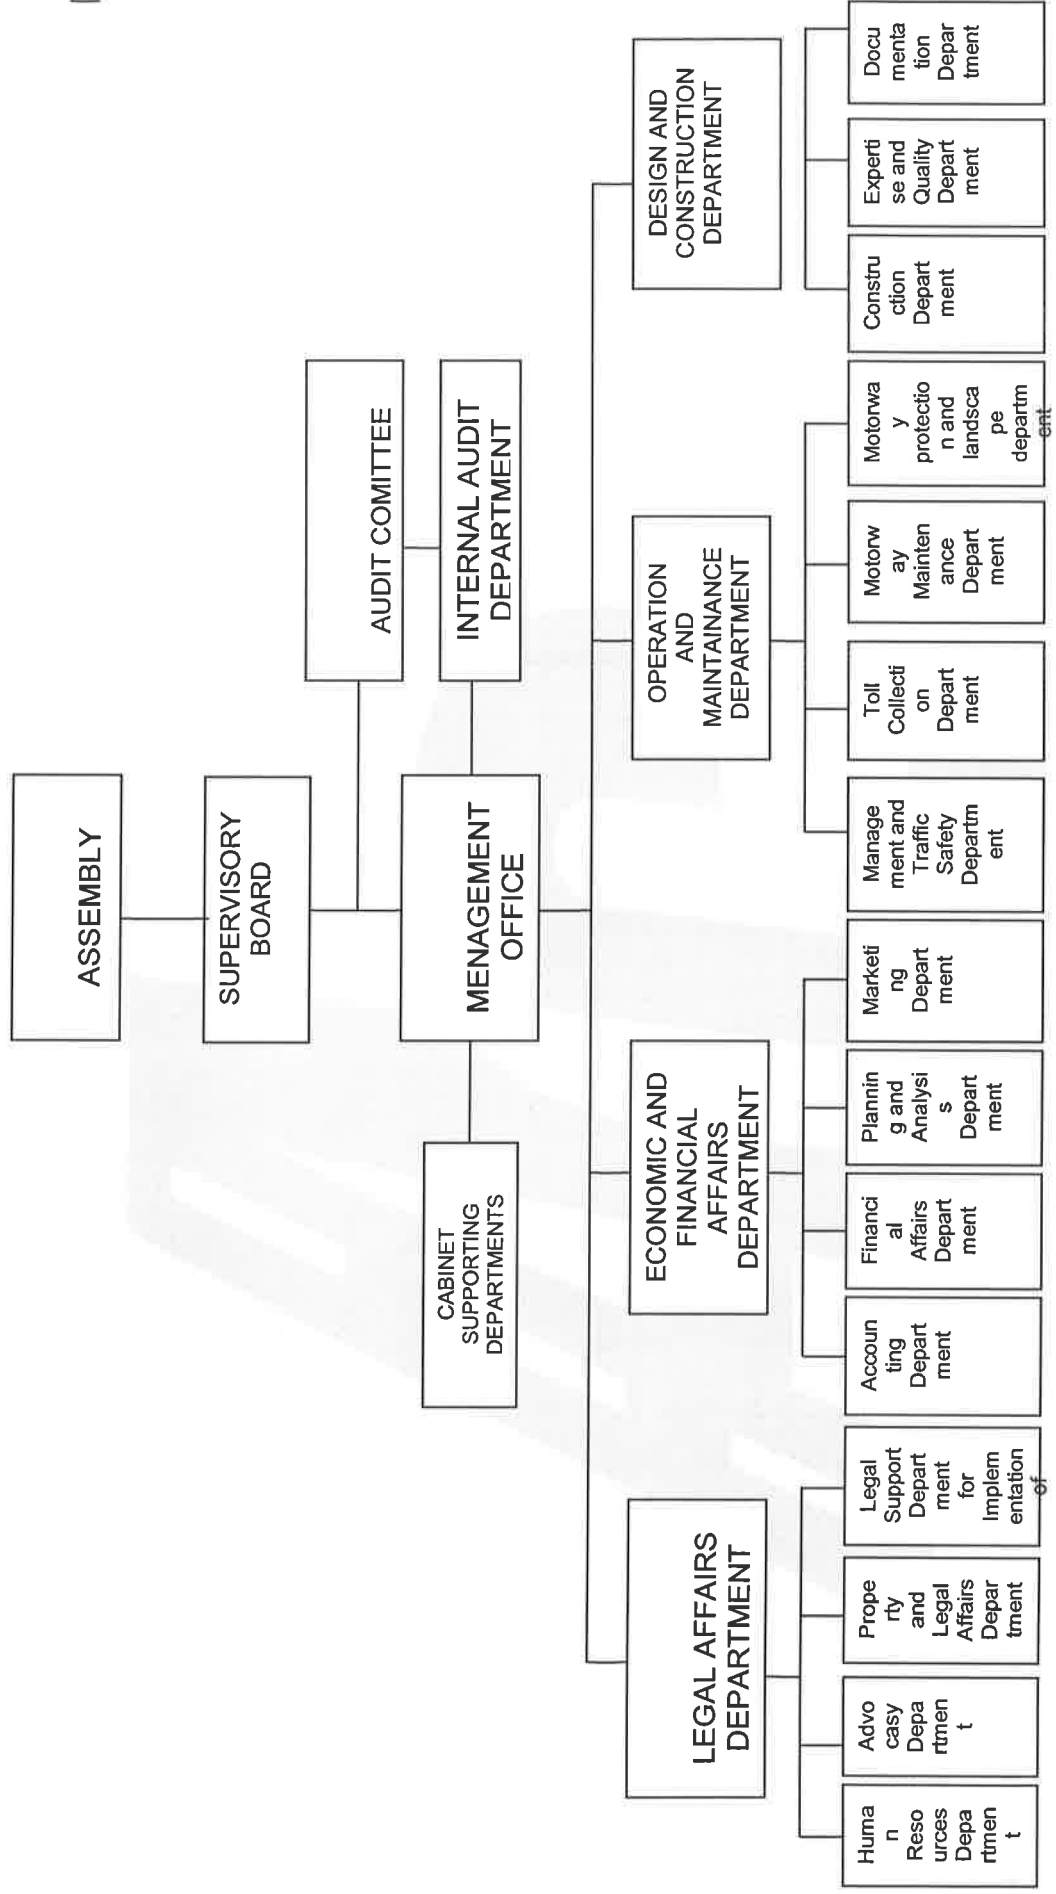 ASSEMBLY
SUPERVISORY
BOARD
AUDIT COMITTEE
MENAGEMENT
OFFICE
INTERNAL AUDIT
DEPARTMENT
CABINET
SUPPORTING
DEPARTMENTS
LEGAL AFFAIRS
DEPARTMENT
ECONOMIC AND
FINANCIAL
AFFAIRS
DEPARTMENT
OPERATION
AND
MAINTAINANCE
DEPARTMENT
DESIGN AND
CONSTRUCTION
DEPARTMENT
Huma
n
Reso
urces
Depa
rtmen
t
Advo
casy
Depa
rtmen
t
Prope
rty
and
Legal
Affairs
Depar
tment
Legal
Support
Depart
ment
for
Implem
entation
of
Accoun
ting
Depart
ment
Financi
al
Affairs
Depart
ment
Plannin
g and
Analysi
s
Depart
ment
Marketi
ng
Depart
ment
Manage
ment and
Traffic
Safety
Departm
ent
Toll
Collecti
on
Depart
ment
Motorw
ay
Mainten
ance
Depart
ment
Motorwa
y
protectio
n and
landsca
pe
departm
ent
Constru
ction
Depart
ment
Experti
se and
Quality
Depart
ment
Docu
menta
tion
Depar
tment